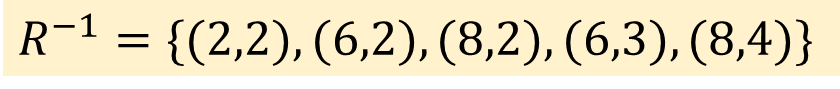 R⁻¹ = {(2,2), (6,2), (8,2), (6,3), (8,4)}